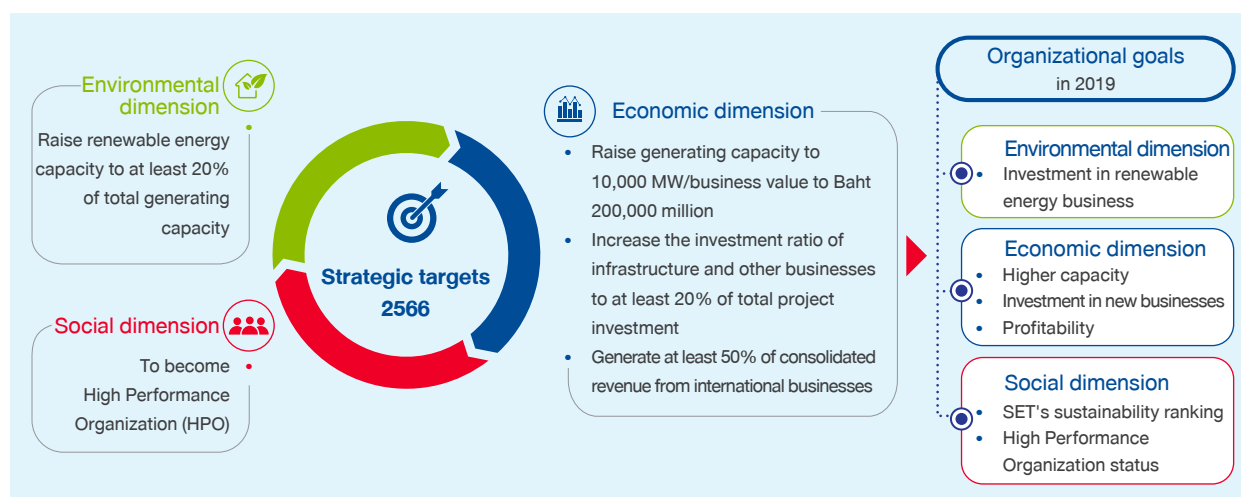 Environmental
dimension
Raise renewable energy
capacity to at least 20%
of total generating
capacity
Social dimension
To become
High Performance
Organization (HPO)
Strategic targets
2566
Economic dimension
• Raise generating capacity to
10,000 MW/business value to Baht
200,000 million
• Increase the investment ratio of
infrastructure and other businesses
to at least 20% of total project
investment
• Generate at least 50% of consolidated
revenue from international businesses
Organizational goals
in 2019
Environmental dimension
• Investment in renewable
energy business
Economic dimension
• Higher capacity
• Investment in new businesses
• Profitability
Social dimension
• SET's sustainability ranking
• High Performance
Organization status